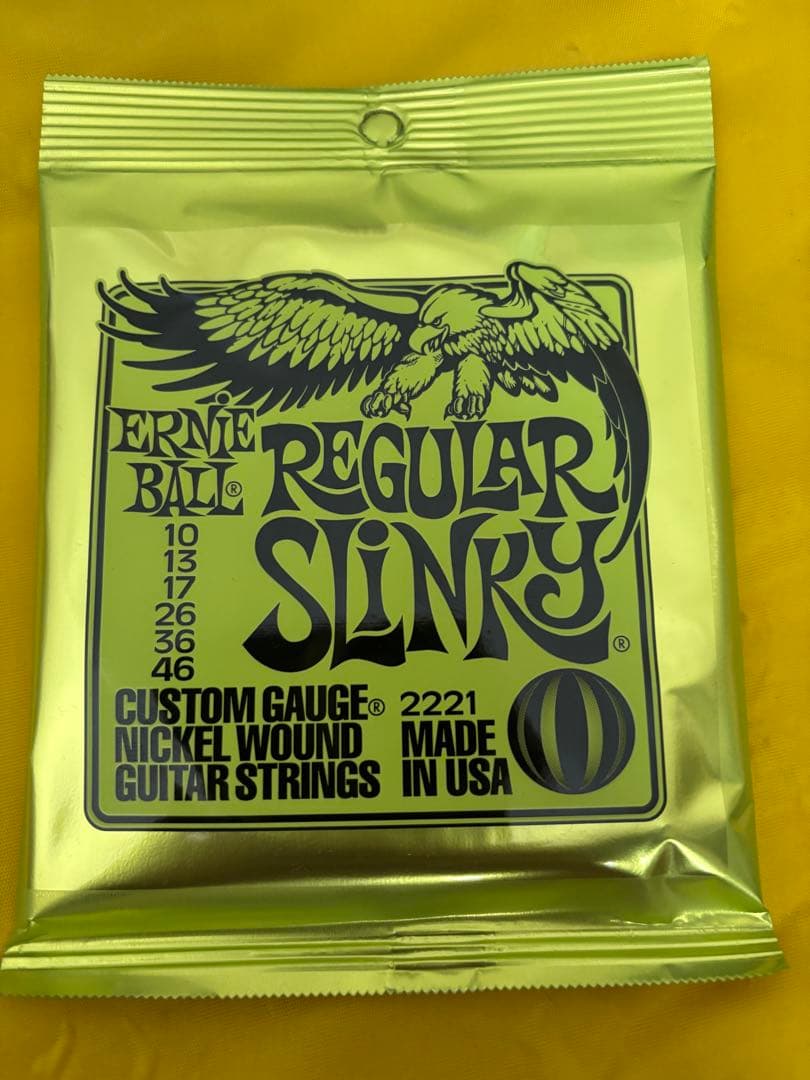 ERNIE
BALL®
REGULAR
SLINKY®
10
13
17
26
36
46
CUSTOM GAUGE®
NICKEL WOUND
GUITAR STRINGS
2221
MADE
IN USA